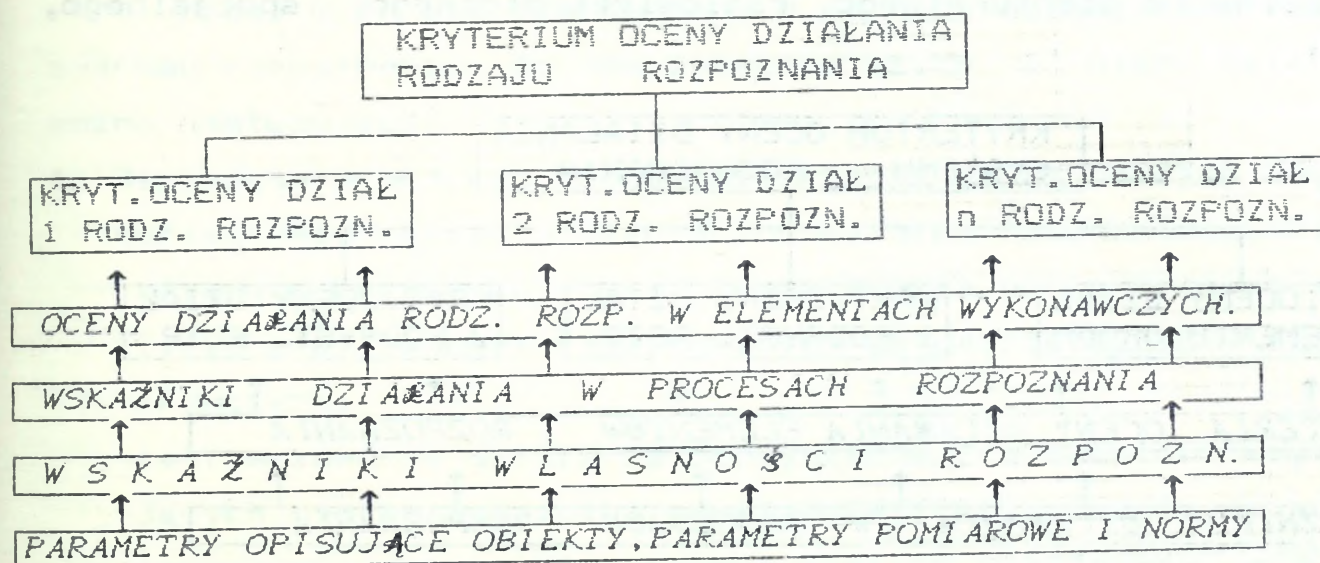 KRYTERIUM OCENY DZIAŁANIA
RODZAJU ROZPOZNANIA
KRYT.OCENY DZIAŁ
1 RODZ. ROZPOZN.
KRYT.OCENY DZIAŁ
2 RODZ. ROZPOZN.
KRYT.OCENY DZIAŁ
n RODZ. ROZPOZN.
OCENY DZIAŁANIA RODZ. ROZP. W ELEMENTACH WYKONAWCZYCH.
WSKAŹNIKI DZIAŁANIA W PROCESACH ROZPOZNANIA
W S K A Ź N I K I W L A S N O Ś C I R O Z P O Z N.
PARAMETRY OPISUJĄCE OBIEKTY,PARAMETRY POMIAROWE I NORMY